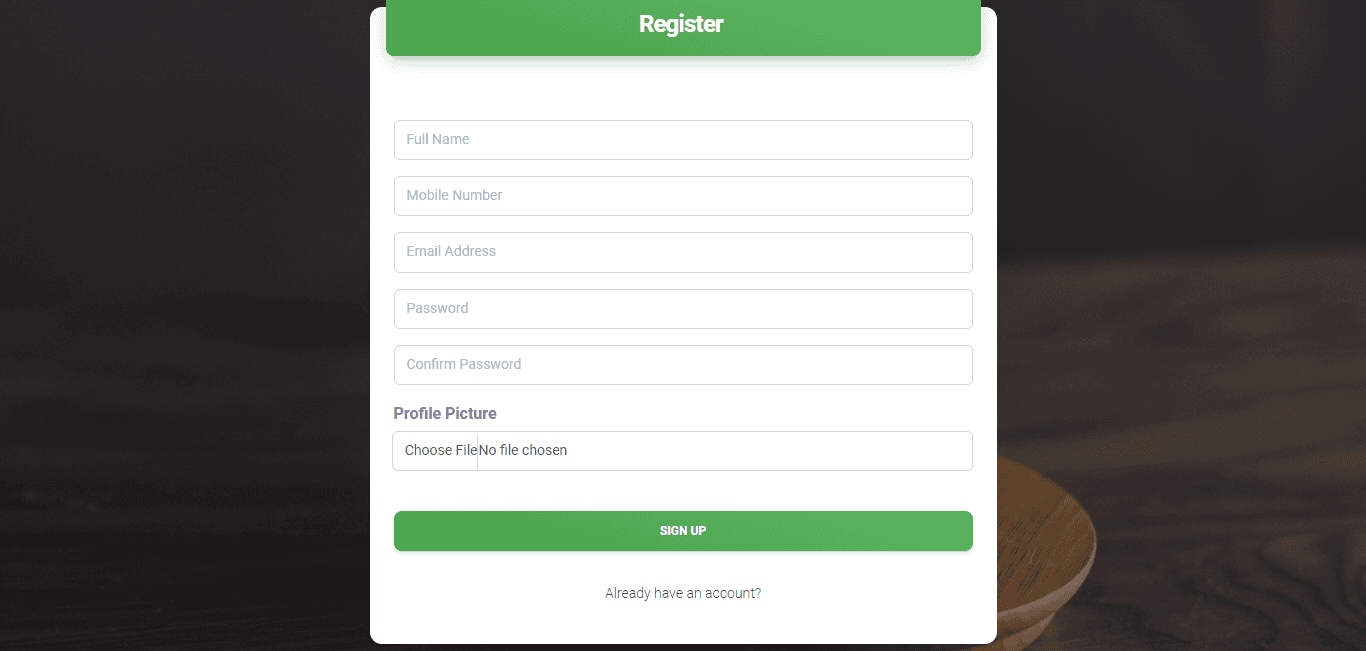 Register
Full Name
Mobile Number
Email Address
Password
Confirm Password
Profile Picture
Choose File No file chosen
SIGN UP
Already have an account?